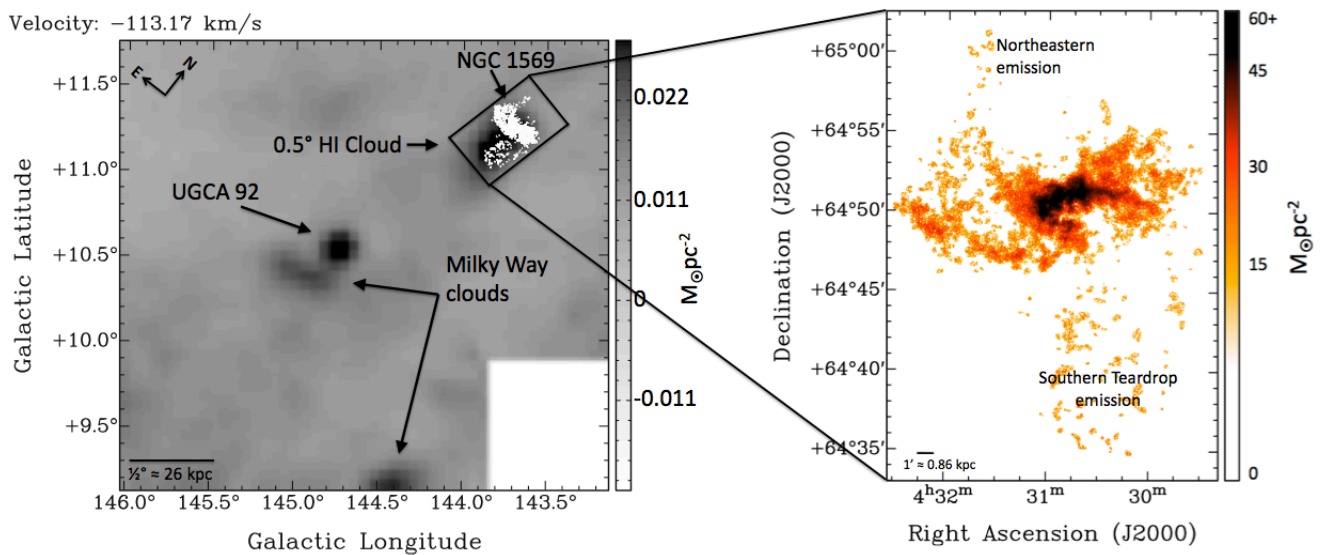 Velocity: −113.17 km/s
E
N
NGC 1569
0.5° HI Cloud
UGCA 92
Milky Way
clouds
½° ≈ 26 kpc
+11.5°
+11.0°
+10.5°
+10.0°
+9.5°
Galactic Latitude
146.0°
145.5°
145.0°
144.5°
144.0°
143.5°
Galactic Longitude
0.022
0.011
0
-0.011
M☉pc⁻²
Northeastern
emission
Southern Teardrop
emission
1′ ≈ 0.86 kpc
+65°00′
+64°55′
+64°50′
+64°45′
+64°40′
+64°35′
Declination (J2000)
4ʰ32ᵐ
31ᵐ
30ᵐ
Right Ascension (J2000)
60+
45
30
15
0
M☉pc⁻²